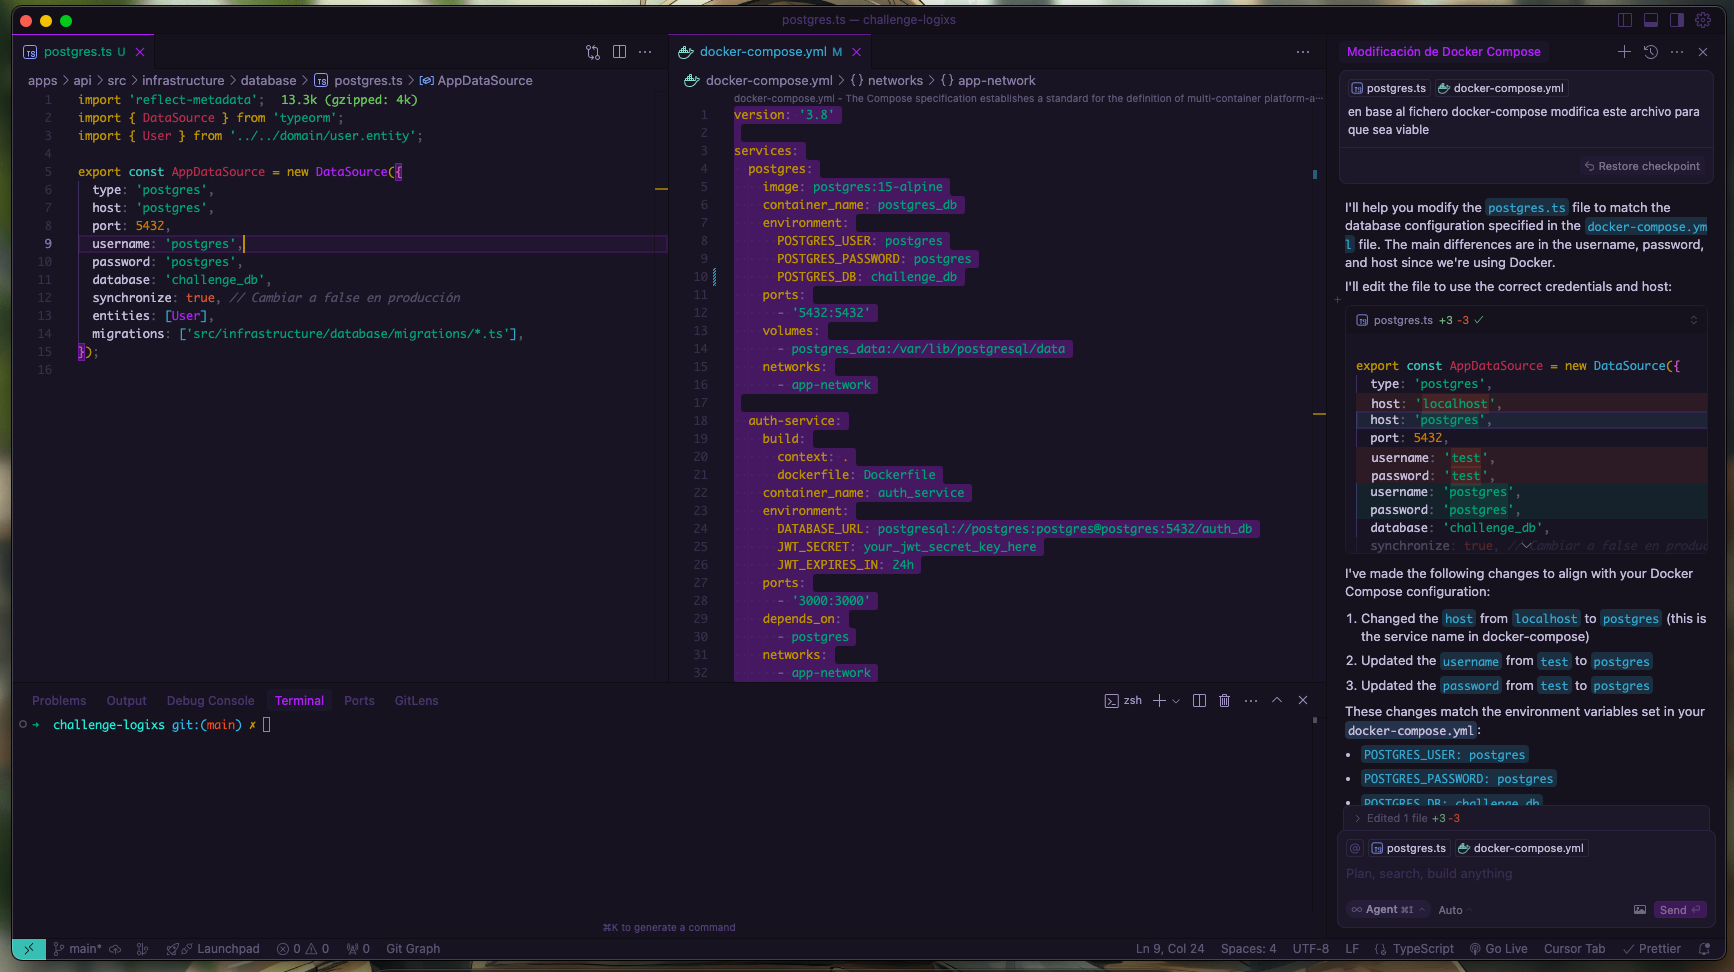 postgres.ts — challenge-logixs
postgres.ts U
apps > api > src > infrastructure > database > postgres.ts > AppDataSource
1 import 'reflect-metadata'; 13.3k (gzipped: 4k)
2 import { DataSource } from 'typeorm';
3 import { User } from '../../domain/user.entity';
4
5 export const AppDataSource = new DataSource({
6 type: 'postgres',
7 host: 'postgres',
8 port: 5432,
9 username: 'postgres',
10 password: 'postgres',
11 database: 'challenge_db',
12 synchronize: true, // Cambiar a false en producción
13 entities: [User],
14 migrations: ['src/infrastructure/database/migrations/*.ts'],
15 });
16
docker-compose.yml M
docker-compose.yml > {} networks > {} app-network
docker-compose.yml - The Compose specification establishes a standard for the definition of multi-container platform-a…
1 version: '3.8'
2
3 services:
4 postgres:
5 image: postgres:15-alpine
6 container_name: postgres_db
7 environment:
8 POSTGRES_USER: postgres
9 POSTGRES_PASSWORD: postgres
10 POSTGRES_DB: challenge_db
11 ports:
12 - '5432:5432'
13 volumes:
14 - postgres_data:/var/lib/postgresql/data
15 networks:
16 - app-network
17
18 auth-service:
19 build:
20 context: .
21 dockerfile: Dockerfile
22 container_name: auth_service
23 environment:
24 DATABASE_URL: postgresql://postgres:postgres@postgres:5432/auth_db
25 JWT_SECRET: your_jwt_secret_key_here
26 JWT_EXPIRES_IN: 24h
27 ports:
28 - '3000:3000'
29 depends_on:
30 - postgres
31 networks:
32 - app-network
Modificación de Docker Compose
postgres.ts docker-compose.yml
en base al fichero docker-compose modifica este archivo para
que sea viable
Restore checkpoint
I'll help you modify the postgres.ts file to match the
database configuration specified in the docker-compose.ym
l file. The main differences are in the username, password,
and host since we're using Docker.
I'll edit the file to use the correct credentials and host:
postgres.ts +3 -3
export const AppDataSource = new DataSource({
type: 'postgres',
host: 'localhost',
host: 'postgres',
port: 5432,
username: 'test',
password: 'test',
username: 'postgres',
password: 'postgres',
database: 'challenge_db',
synchronize: true, // Cambiar a false en produc
I've made the following changes to align with your Docker
Compose configuration:
1. Changed the host from localhost to postgres (this is
the service name in docker-compose)
2. Updated the username from test to postgres
3. Updated the password from test to postgres
These changes match the environment variables set in your
docker-compose.yml:
• POSTGRES_USER: postgres
• POSTGRES_PASSWORD: postgres
• POSTGRES_DB: challenge_db
Edited 1 file +3 -3
@ postgres.ts docker-compose.yml
Plan, search, build anything
Agent ⌘I Auto Send
Problems Output Debug Console Terminal Ports GitLens
zsh
challenge-logixs git:(main) ✗
⌘K to generate a command
main* Launchpad 0 0 0 Git Graph
Ln 9, Col 24 Spaces: 4 UTF-8 LF {} TypeScript Go Live Cursor Tab Prettier